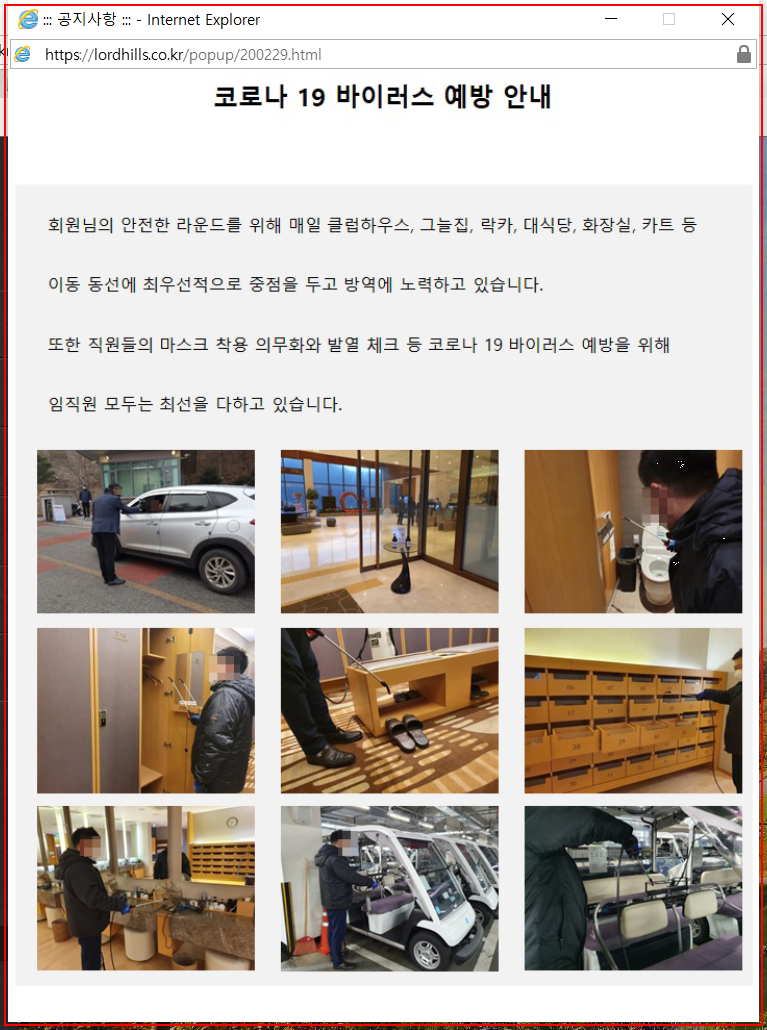 ::: 공지사항 ::: - Internet Explorer
https://lordhills.co.kr/popup/200229.html
코로나 19 바이러스 예방 안내
회원님의 안전한 라운드를 위해 매일 클럽하우스, 그늘집, 락카, 대식당, 화장실, 카트 등
이동 동선에 최우선적으로 중점을 두고 방역에 노력하고 있습니다.
또한 직원들의 마스크 착용 의무화와 발열 체크 등 코로나 19 바이러스 예방을 위해
임직원 모두는 최선을 다하고 있습니다.